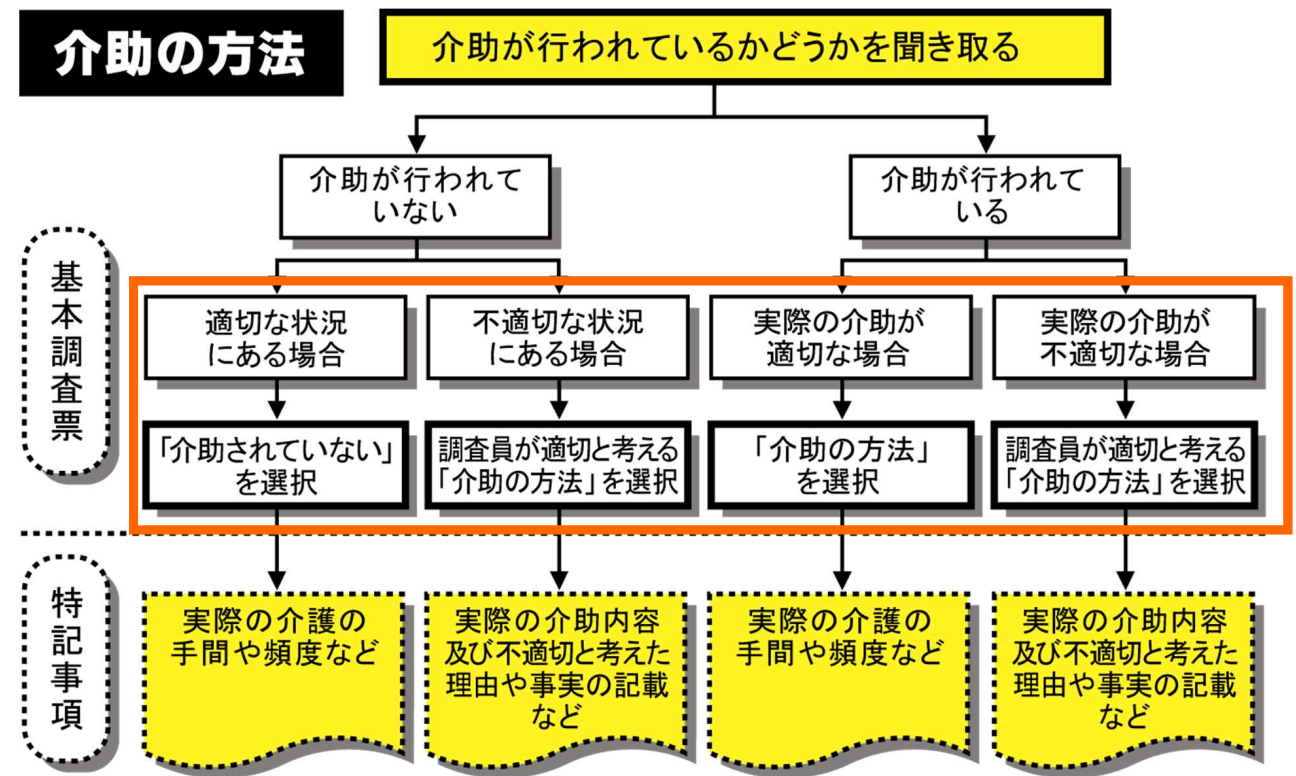 介助の方法
介助が行われているかどうかを聞き取る
介助が行われて
いない
介助が行われて
いる
基本調査票
適切な状況
にある場合
不適切な状況
にある場合
実際の介助が
適切な場合
実際の介助が
不適切な場合
「介助されていない」
を選択
調査員が適切と考える
「介助の方法」を選択
「介助の方法」
を選択
調査員が適切と考える
「介助の方法」を選択
特記事項
実際の介護の
手間や頻度など
実際の介助内容
及び不適切と考えた
理由や事実の記載
など
実際の介護の
手間や頻度など
実際の介助内容
及び不適切と考えた
理由や事実の記載
など